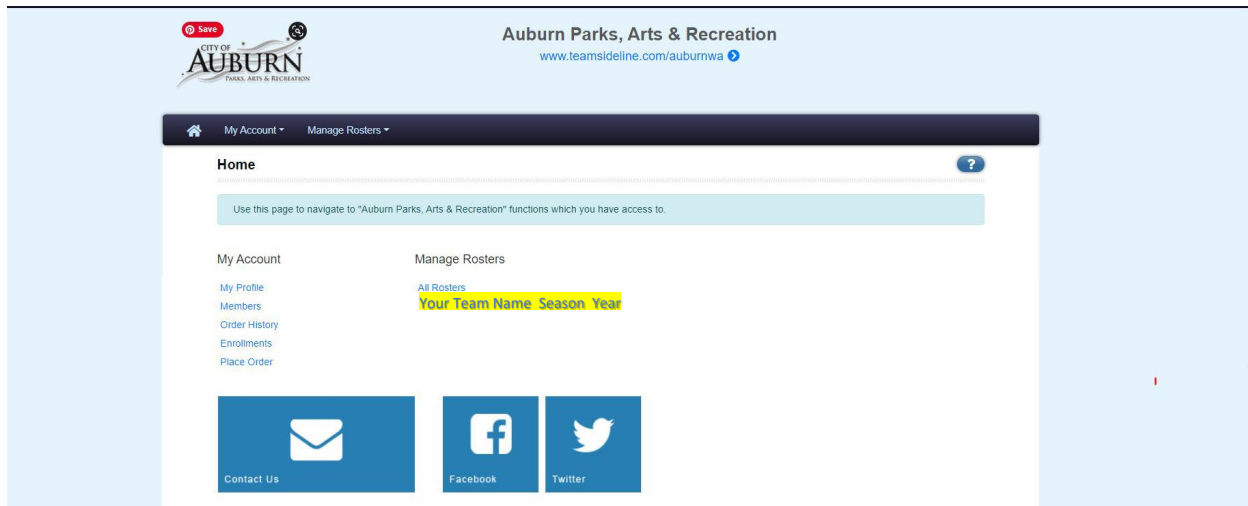 Save
CITY OF
AUBURN
PARKS, ARTS & RECREATION
Auburn Parks, Arts & Recreation
www.teamsideline.com/auburnwa
My Account Manage Rosters
Home
?
Use this page to navigate to "Auburn Parks, Arts & Recreation" functions which you have access to.
My Account
My Profile
Members
Order History
Enrollments
Place Order
Manage Rosters
All Rosters
Your Team Name Season Year
Contact Us
Facebook
Twitter